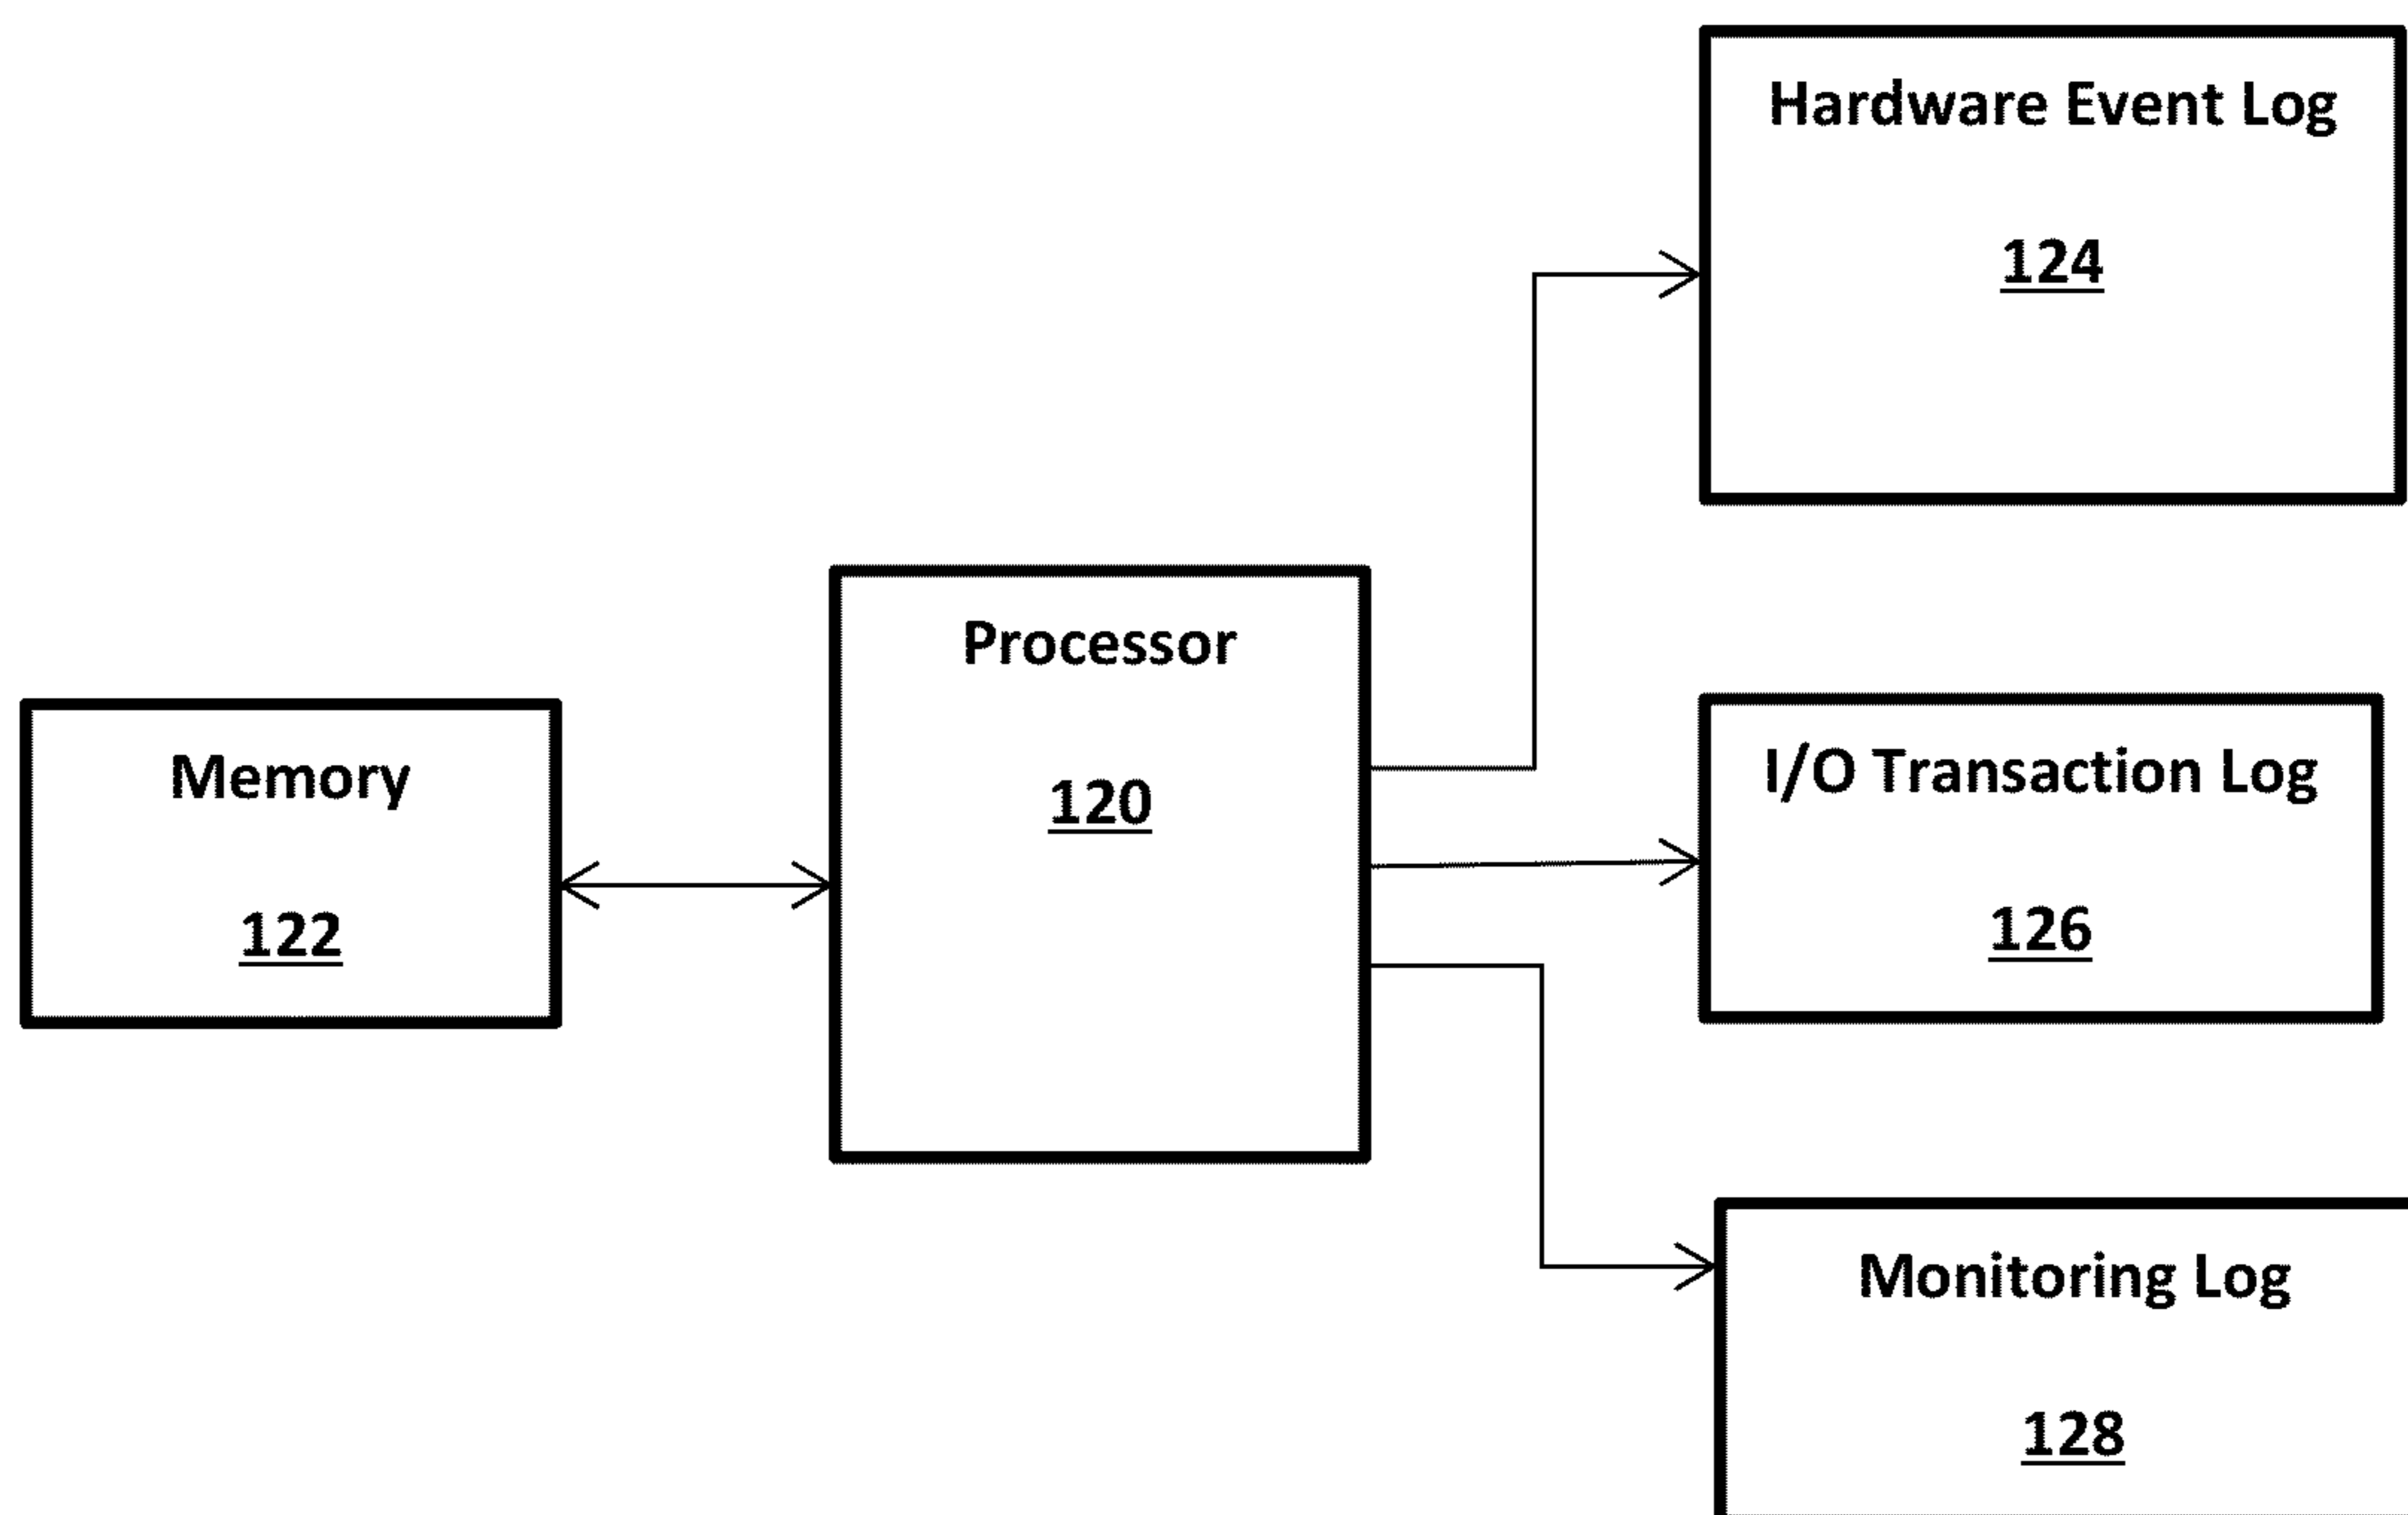 Hardware Event Log
124
Processor
120
Memory
122
I/O Transaction Log
126
Monitoring Log
128